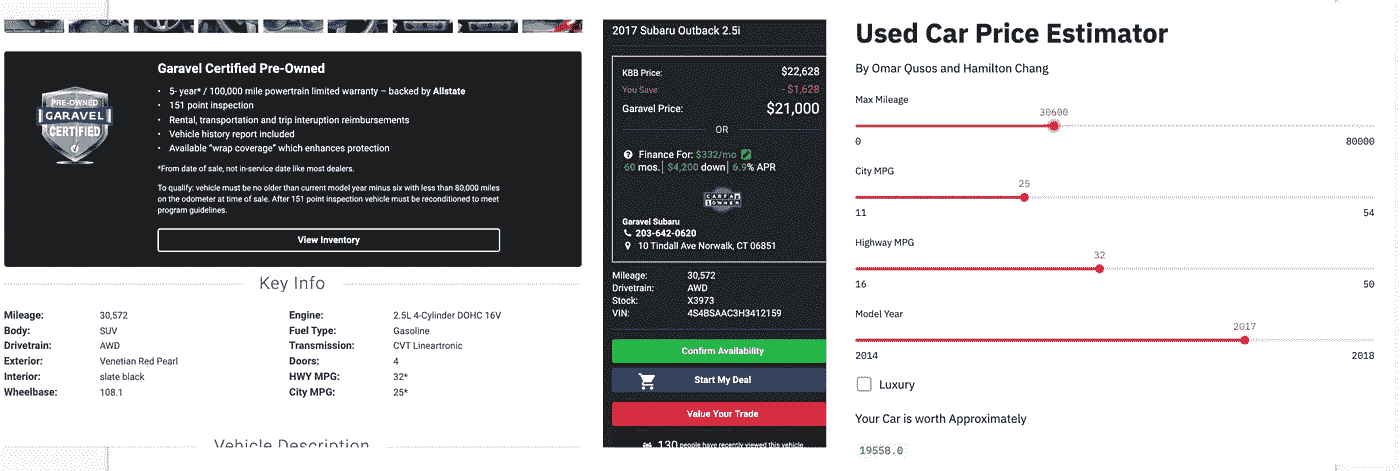 Garavel Certified Pre-Owned
PRE-OWNED
GARAVEL
CERTIFIED
• 5- year* / 100,000 mile powertrain limited warranty – backed by Allstate
• 151 point inspection
• Rental, transportation and trip interuption reimbursements
• Vehicle history report included
• Available “wrap coverage” which enhances protection
*From date of sale, not in-service date like most dealers.
To qualify: vehicle must be no older than current model year minus six with less than 80,000 miles
on the odometer at time of sale. After 151 point inspection vehicle must be reconditioned to meet
program guidelines.
View Inventory
Key Info
Mileage: 30,572
Body: SUV
Drivetrain: AWD
Exterior: Venetian Red Pearl
Interior: slate black
Wheelbase: 108.1
Engine: 2.5L 4-Cylinder DOHC 16V
Fuel Type: Gasoline
Transmission: CVT Lineartronic
Doors: 4
HWY MPG: 32*
City MPG: 25*
Vehicle Description
2017 Subaru Outback 2.5i
KBB Price: $22,628
You Save: - $1,628
Garavel Price: $21,000
OR
Finance For: $332/mo
60 mos. | $4,200 down | 6.9% APR
CARFAX
1 OWNER
Garavel Subaru
203-642-0620
10 Tindall Ave Norwalk, CT 06851
Mileage: 30,572
Drivetrain: AWD
Stock: X3973
VIN: 4S4BSAAC3H3412159
Confirm Availability
Start My Deal
Value Your Trade
130 people have recently viewed this vehicle
Used Car Price Estimator
By Omar Qusos and Hamilton Chang
Max Mileage
30600
0 80000
City MPG
25
11 54
Highway MPG
32
16 50
Model Year
2017
2014 2018
Luxury
Your Car is worth Approximately
19558.0